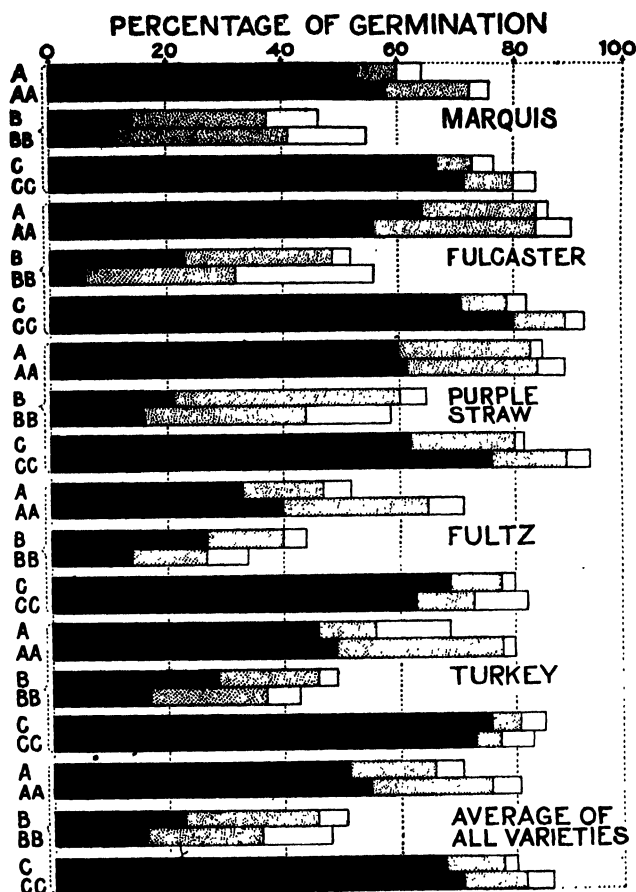 PERCENTAGE OF GERMINATION
0 20 40 60 80 100
A
AA
B
BB
MARQUIS
C
CC
A
AA
B
BB
FULCASTER
C
CC
A
AA
B
BB
PURPLE
STRAW
C
CC
A
AA
B
BB
FULTZ
C
CC
A
AA
B
BB
TURKEY
C
CC
A
AA
B
BB
AVERAGE OF
ALL VARIETIES
C
CC